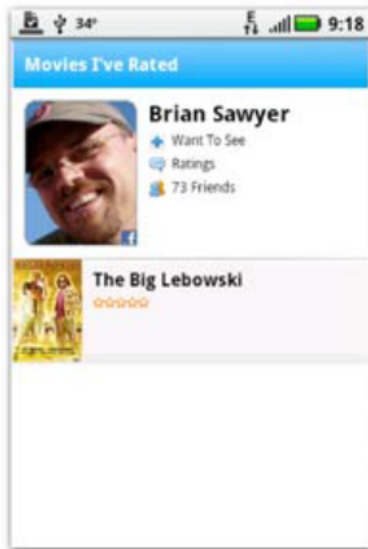 34°
E
9:18
Movies I've Rated
Brian Sawyer
Want To See
Ratings
73 Friends
f
The Big Lebowski